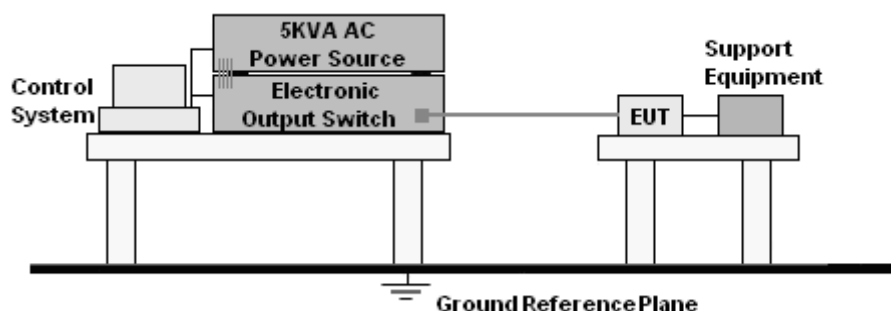 5KVA AC
Power Source
Electronic
Output Switch
Control
System
EUT
Support
Equipment
Ground Reference Plane